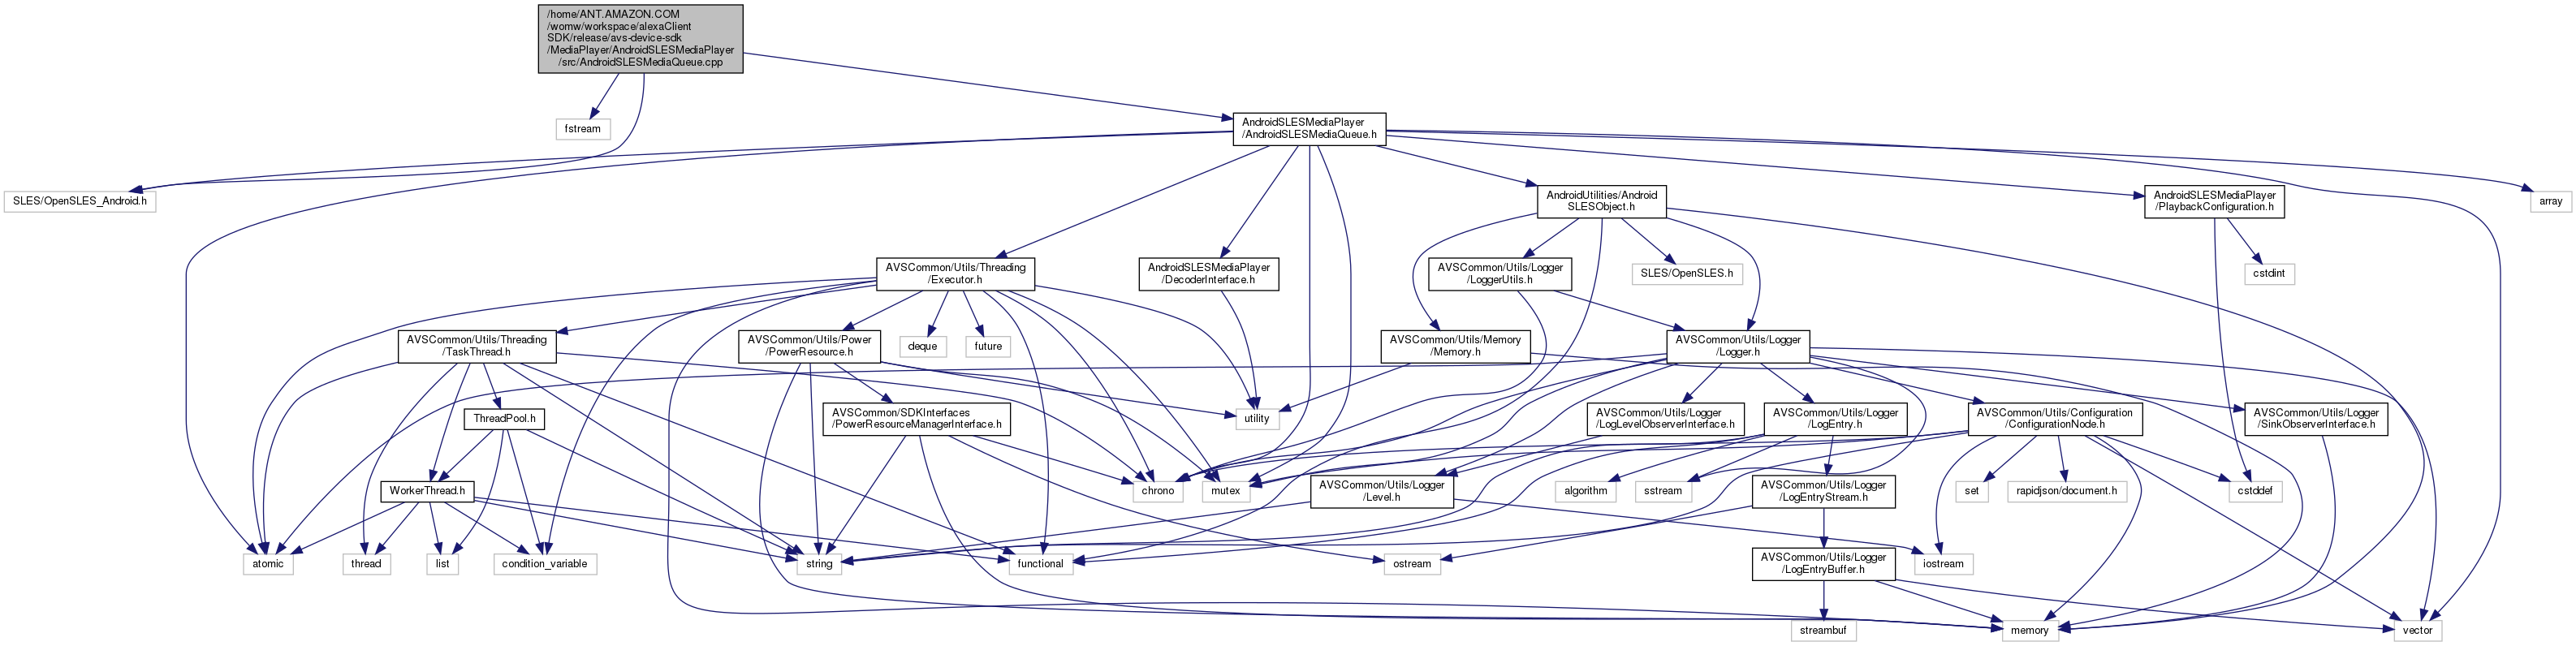 /home/ANT.AMAZON.COM
/womw/workspace/alexaClient
SDK/release/avs-device-sdk
/MediaPlayer/AndroidSLESMediaPlayer
/src/AndroidSLESMediaQueue.cpp
fstream
AndroidSLESMediaPlayer
/AndroidSLESMediaQueue.h
SLES/OpenSLES_Android.h
AndroidUtilities/Android
SLESObject.h
AndroidSLESMediaPlayer
/PlaybackConfiguration.h
array
AVSCommon/Utils/Threading
/Executor.h
AndroidSLESMediaPlayer
/DecoderInterface.h
AVSCommon/Utils/Logger
/LoggerUtils.h
SLES/OpenSLES.h
cstdint
AVSCommon/Utils/Threading
/TaskThread.h
AVSCommon/Utils/Power
/PowerResource.h
deque
future
AVSCommon/Utils/Memory
/Memory.h
AVSCommon/Utils/Logger
/Logger.h
ThreadPool.h
AVSCommon/SDKInterfaces
/PowerResourceManagerInterface.h
utility
AVSCommon/Utils/Logger
/LogLevelObserverInterface.h
AVSCommon/Utils/Logger
/LogEntry.h
AVSCommon/Utils/Configuration
/ConfigurationNode.h
AVSCommon/Utils/Logger
/SinkObserverInterface.h
WorkerThread.h
chrono
mutex
AVSCommon/Utils/Logger
/Level.h
algorithm
sstream
AVSCommon/Utils/Logger
/LogEntryStream.h
set
rapidjson/document.h
cstddef
atomic
thread
list
condition_variable
string
functional
ostream
AVSCommon/Utils/Logger
/LogEntryBuffer.h
iostream
streambuf
memory
vector